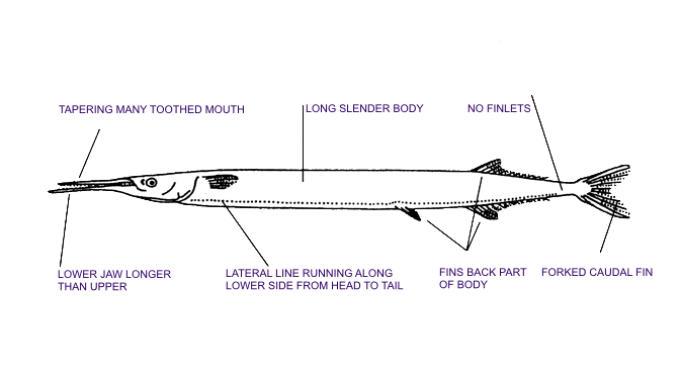 TAPERING MANY TOOTHED MOUTH
LONG SLENDER BODY
NO FINLETS
LOWER JAW LONGER
THAN UPPER
LATERAL LINE RUNNING ALONG
LOWER SIDE FROM HEAD TO TAIL
FINS BACK PART
OF BODY
FORKED CAUDAL FIN